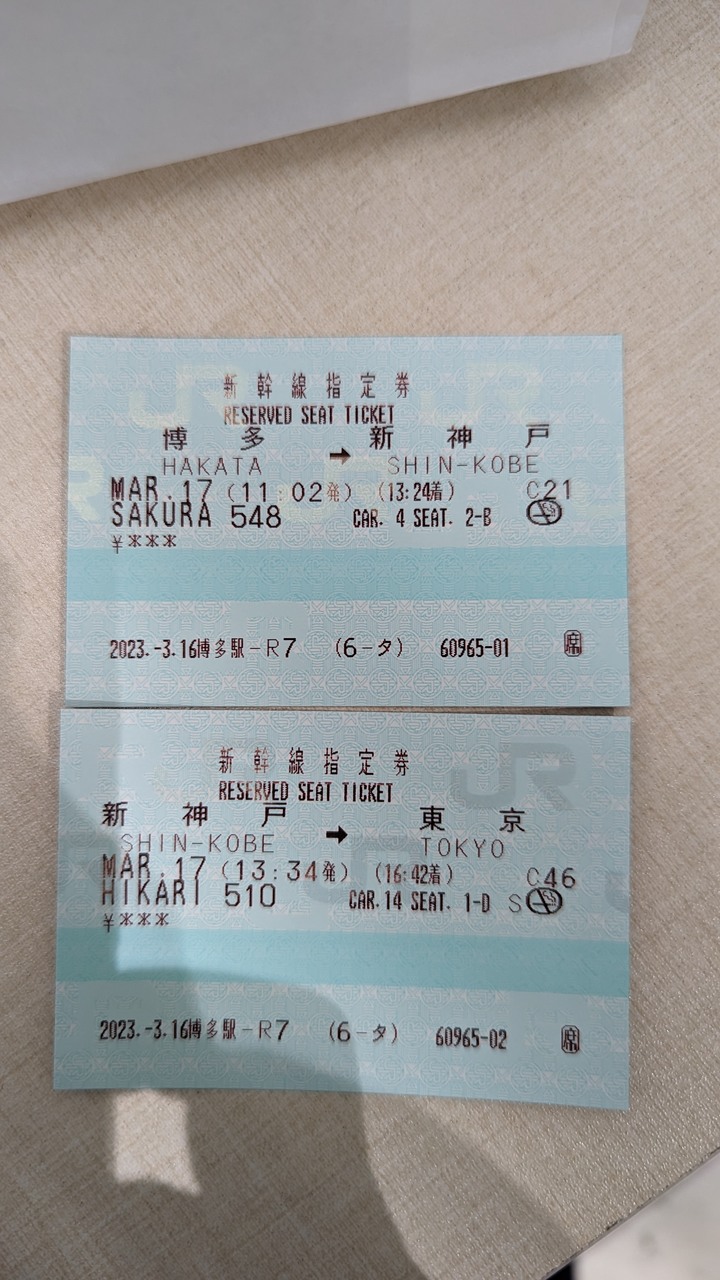 新幹線指定券
RESERVED SEAT TICKET
博多 → 新神戸
HAKATA SHIN-KOBE
MAR.17 (11:02発) (13:24着) C21
SAKURA 548 CAR. 4 SEAT. 2-B
¥***
2023.-3.16博多駅-R7 (6-タ) 60965-01 席
新幹線指定券
RESERVED SEAT TICKET
新神戸 → 東京
SHIN-KOBE TOKYO
MAR.17 (13:34発) (16:42着) C46
HIKARI 510 CAR.14 SEAT. 1-D S
¥***
2023.-3.16博多駅-R7 (6-タ) 60965-02 席